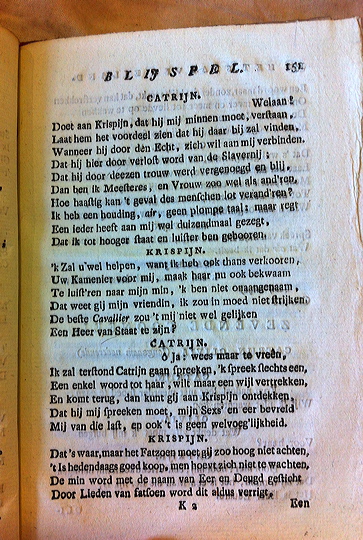 BLIJSPEL. 151
CATRIJN.
Welaan!
Doet aan Krispijn, dat hij mij minnen moet, verstaan,
Laat hem het voordeel zien dat hij daar bij zal vinden,
Wanneer hij door den Echt, zich wil aan mij verbinden.
Dat hij hier door verlost word van de Slavernij;
Dat hij door deezen trouw werd vergenoegd en blij,
Dan ben ik Meesteres, en Vrouw zoo wel als and'ren,
Hoe haastig kan 't geval des menschen lot verand'ren?
Ik heb een houding, air, geen plompe taal; maar regt
Een ieder heeft aan mij wel duizendmaal gezegt,
Dat ik tot hooger staat en luister ben gebooren.
KRISPIJN.
'k Zal u wel helpen, want ik heb ook thans verkooren,
Uw Kamenier voor mij, maak haar nu ook bekwaam
Te luist'ren naar mijn min, 'k ben niet onaangenaam,
Dat weet gij mijn vriendin, ik zou in moed niet strijken,
De beste Cavallier zou 't mij niet wel gelijken
Een Heer van Staat te zijn?
CATRIJN.
ô Ja: wees maar te vreên,
Ik zal terstond Catrijn gaan spreeken, 'k spreek slechts een,
Een enkel woord tot haar, wilt maar een wijl vertrekken,
En komt terug, dan kunt gij aan Krispijn ontdekken,
Dat hij mij spreeken moet, mijn Sexs' en eer bevreid
Mij van die last, en ook 't is geen welvoeg'lijkheid.
KRISPIJN.
Dat 's waar, maar het Fatzoen moet gij zoo hoog niet achten,
't Is hedendaags goed koop, men hoevt zich niet te wachten,
De min word met de naam van Eer en Deugd gesticht
Door Lieden van fatsoen word dit aldus verrigt,
K 2 Een